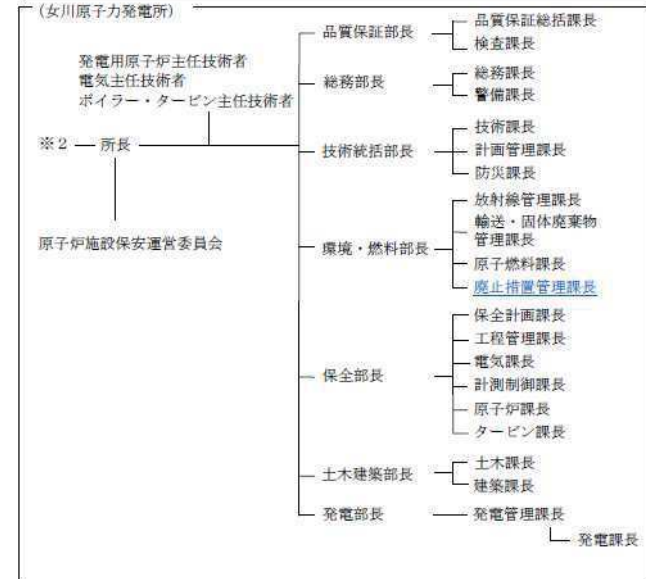 (女川原子力発電所)
発電用原子炉主任技術者
電気主任技術者
ボイラー・タービン主任技術者
※2
所長
原子炉施設保安運営委員会
品質保証部長
品質保証総括課長
検査課長
総務部長
総務課長
警備課長
技術統括部長
技術課長
計画管理課長
防災課長
環境・燃料部長
放射線管理課長
輸送・固体廃棄物
管理課長
原子燃料課長
廃止措置管理課長
保全部長
保全計画課長
工程管理課長
電気課長
計測制御課長
原子炉課長
タービン課長
土木建築部長
土木課長
建築課長
発電部長
発電管理課長
発電課長